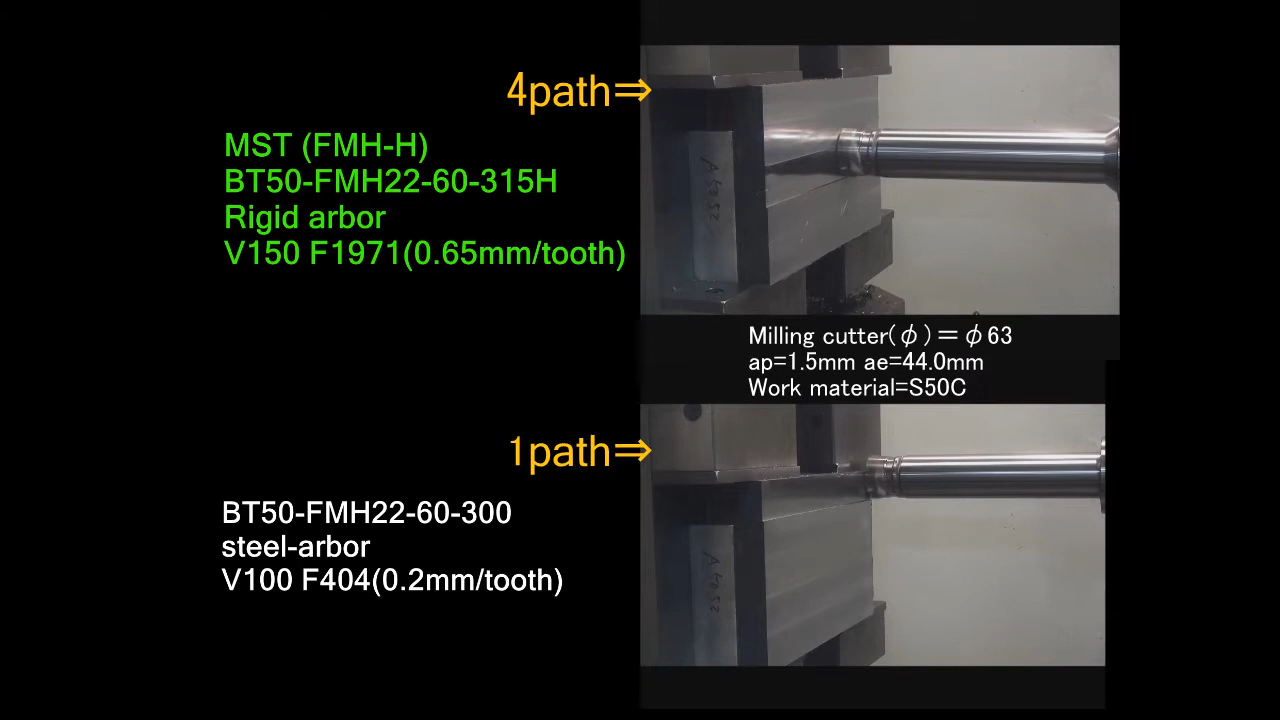 4path⇒
MST (FMH-H)
BT50-FMH22-60-315H
Rigid arbor
V150 F1971(0.65mm/tooth)
Milling cutter(φ)=φ63
ap=1.5mm ae=44.0mm
Work material=S50C
1path⇒
BT50-FMH22-60-300
steel-arbor
V100 F404(0.2mm/tooth)